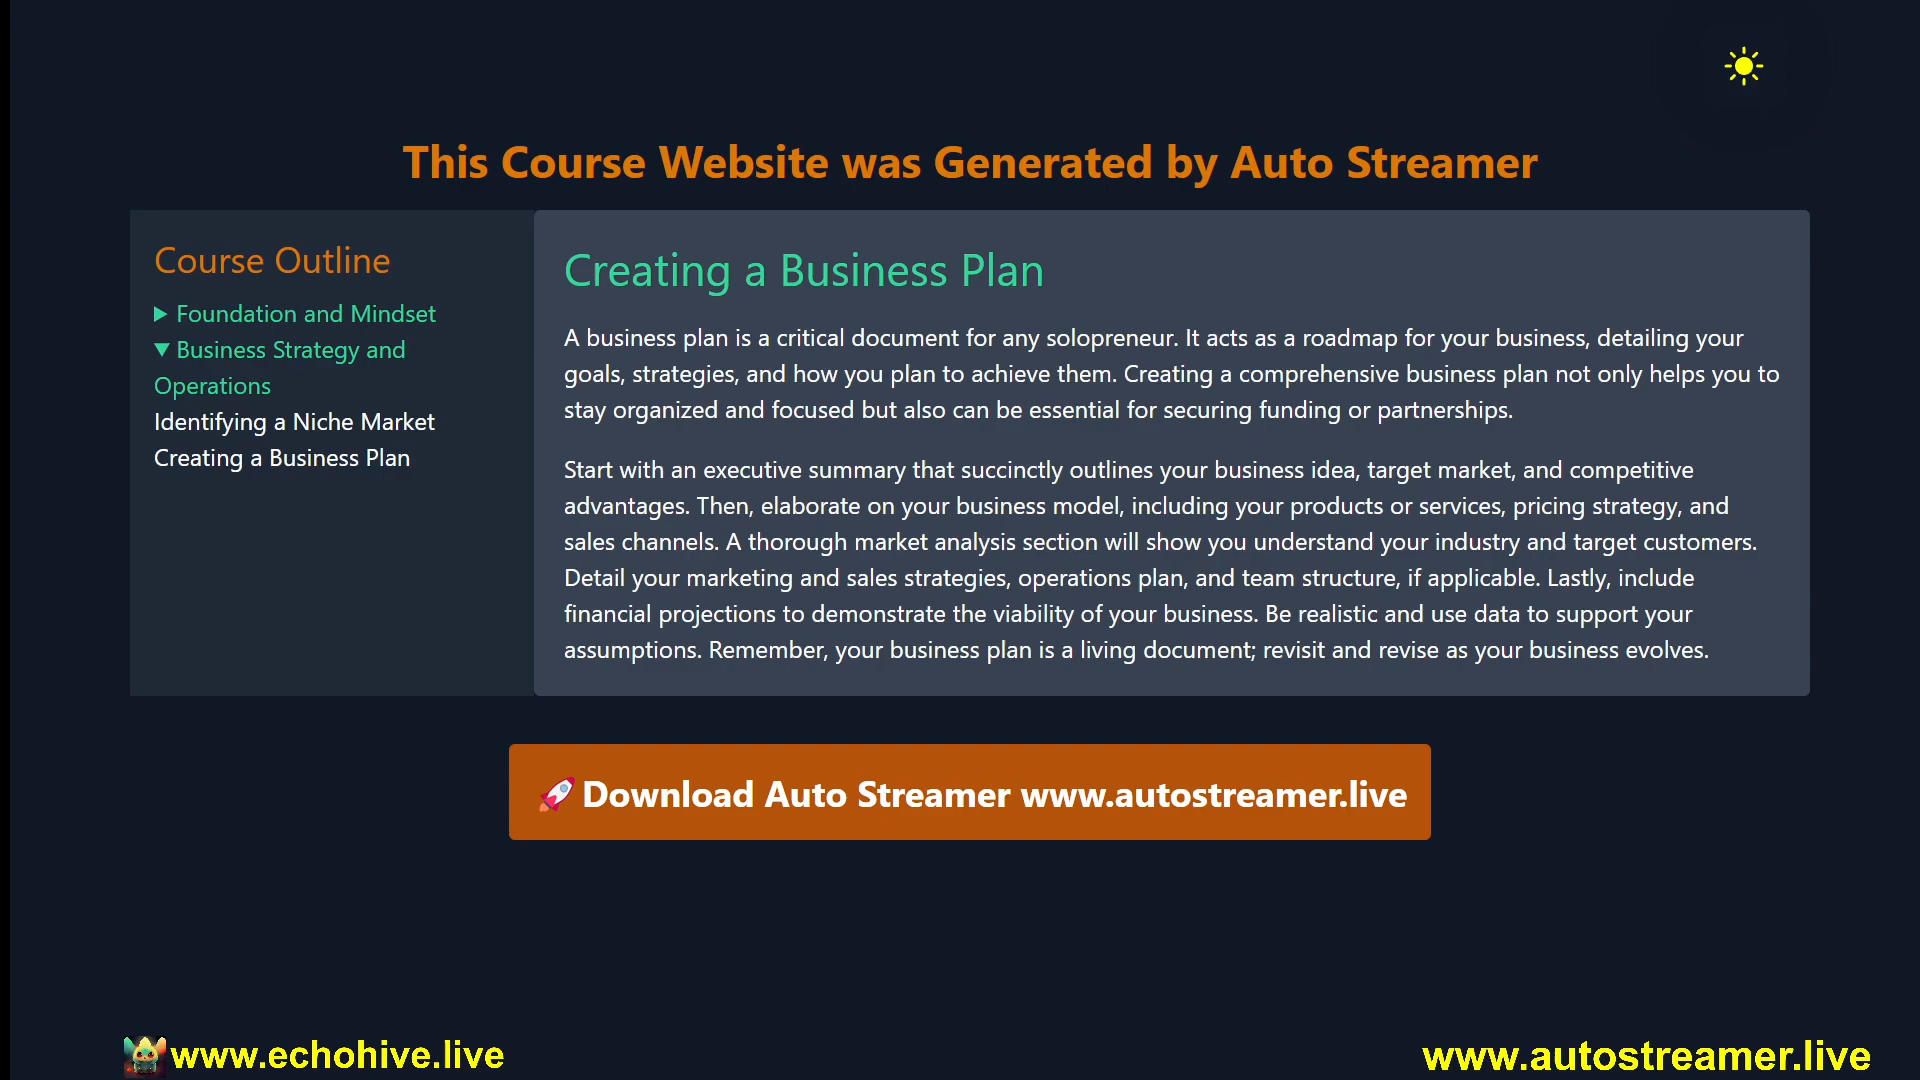 This Course Website was Generated by Auto Streamer
Course Outline
Foundation and Mindset
Business Strategy and
Operations
Identifying a Niche Market
Creating a Business Plan
Creating a Business Plan
A business plan is a critical document for any solopreneur. It acts as a roadmap for your business, detailing your
goals, strategies, and how you plan to achieve them. Creating a comprehensive business plan not only helps you to
stay organized and focused but also can be essential for securing funding or partnerships.
Start with an executive summary that succinctly outlines your business idea, target market, and competitive
advantages. Then, elaborate on your business model, including your products or services, pricing strategy, and
sales channels. A thorough market analysis section will show you understand your industry and target customers.
Detail your marketing and sales strategies, operations plan, and team structure, if applicable. Lastly, include
financial projections to demonstrate the viability of your business. Be realistic and use data to support your
assumptions. Remember, your business plan is a living document; revisit and revise as your business evolves.
Download Auto Streamer www.autostreamer.live
www.echohive.live
www.autostreamer.live